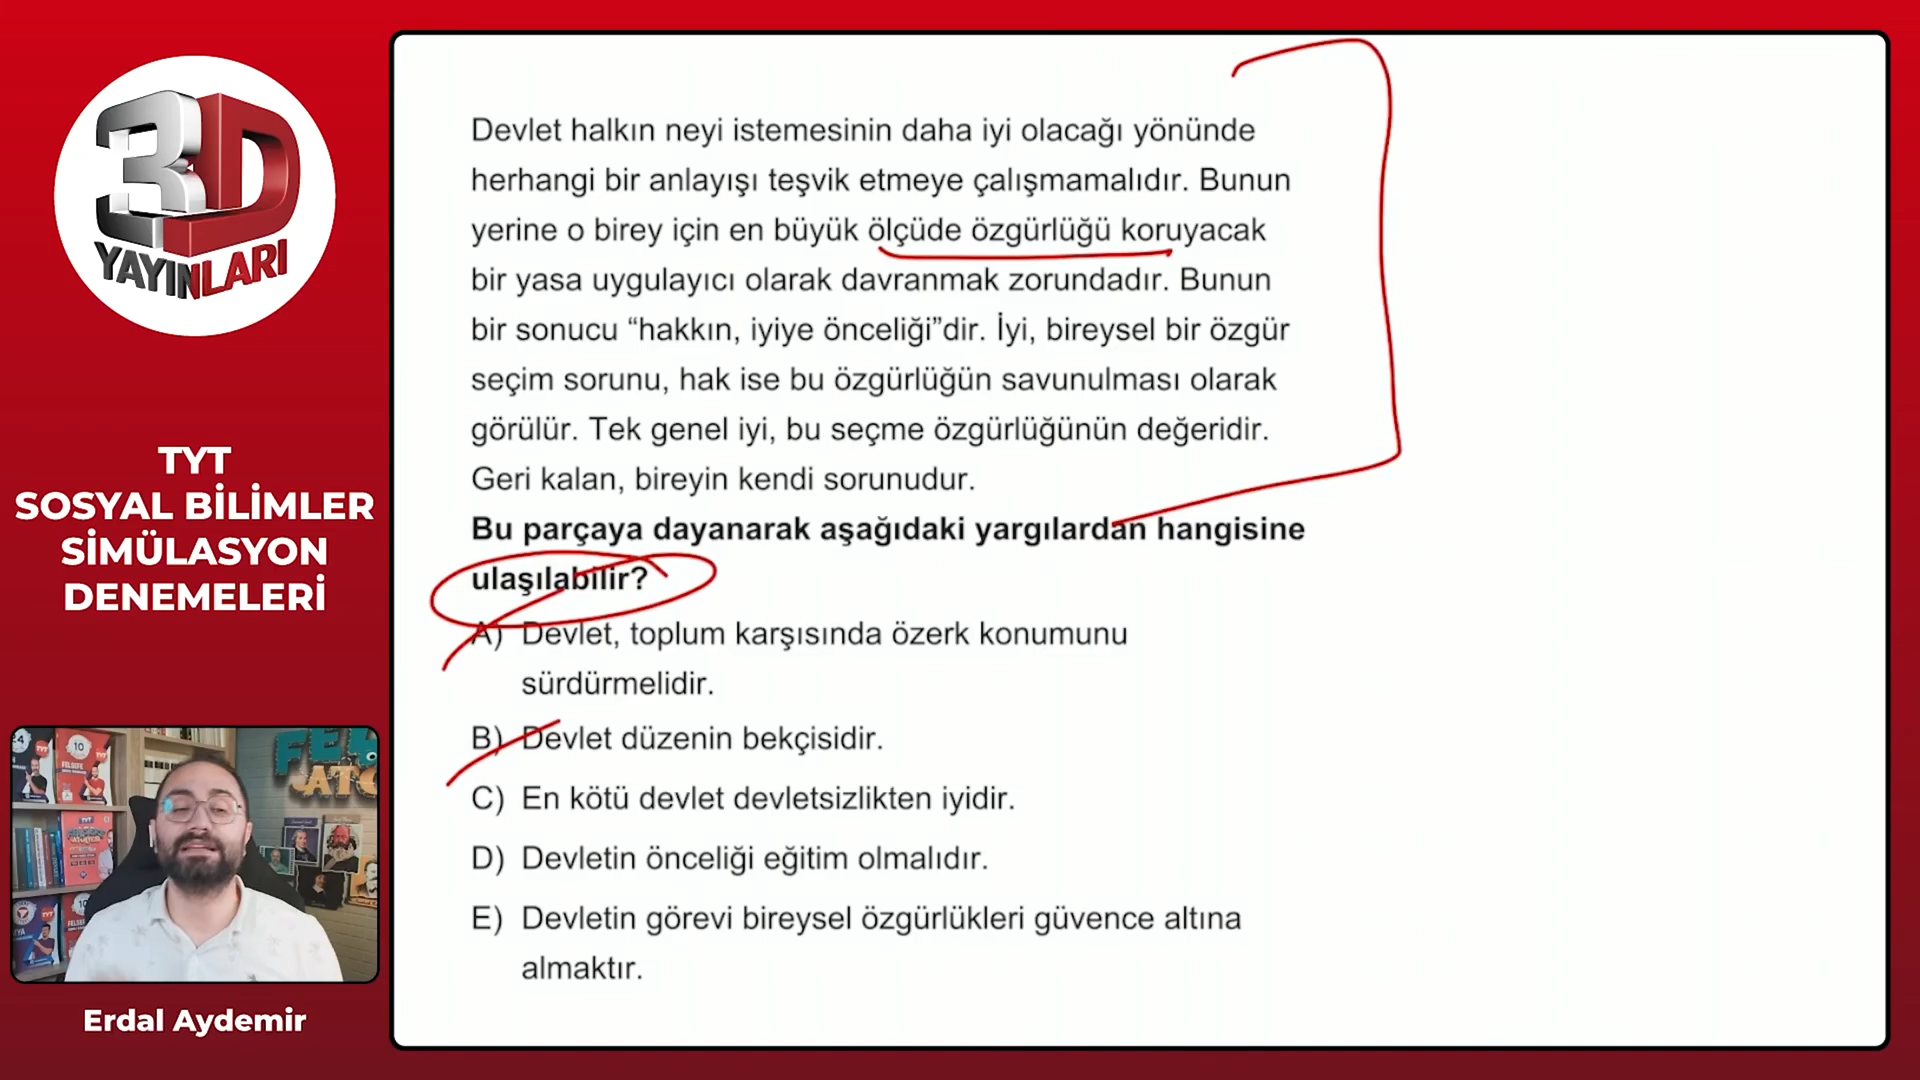 3D
YAYINLARI
TYT
SOSYAL BİLİMLER
SİMÜLASYON
DENEMELERİ
Erdal Aydemir
Devlet halkın neyi istemesinin daha iyi olacağı yönünde
herhangi bir anlayışı teşvik etmeye çalışmamalıdır. Bunun
yerine o birey için en büyük ölçüde özgürlüğü koruyacak
bir yasa uygulayıcı olarak davranmak zorundadır. Bunun
bir sonucu “hakkın, iyiye önceliği”dir. İyi, bireysel bir özgür
seçim sorunu, hak ise bu özgürlüğün savunulması olarak
görülür. Tek genel iyi, bu seçme özgürlüğünün değeridir.
Geri kalan, bireyin kendi sorunudur.
Bu parçaya dayanarak aşağıdaki yargılardan hangisine
ulaşılabilir?
A) Devlet, toplum karşısında özerk konumunu
sürdürmelidir.
B) Devlet düzenin bekçisidir.
C) En kötü devlet devletsizlikten iyidir.
D) Devletin önceliği eğitim olmalıdır.
E) Devletin görevi bireysel özgürlükleri güvence altına
almaktır.